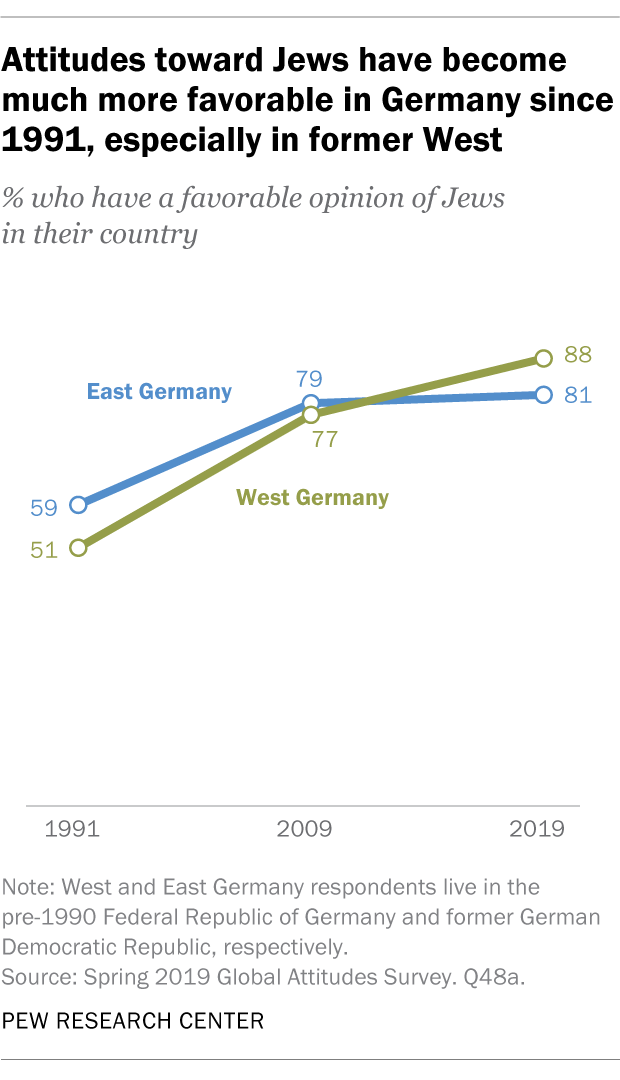 Attitudes toward Jews have become
much more favorable in Germany since
1991, especially in former West
% who have a favorable opinion of Jews
in their country
88
79
East Germany
81
77
West Germany
59
51
1991 2009 2019
Note: West and East Germany respondents live in the
pre-1990 Federal Republic of Germany and former German
Democratic Republic, respectively.
Source: Spring 2019 Global Attitudes Survey. Q48a.
PEW RESEARCH CENTER